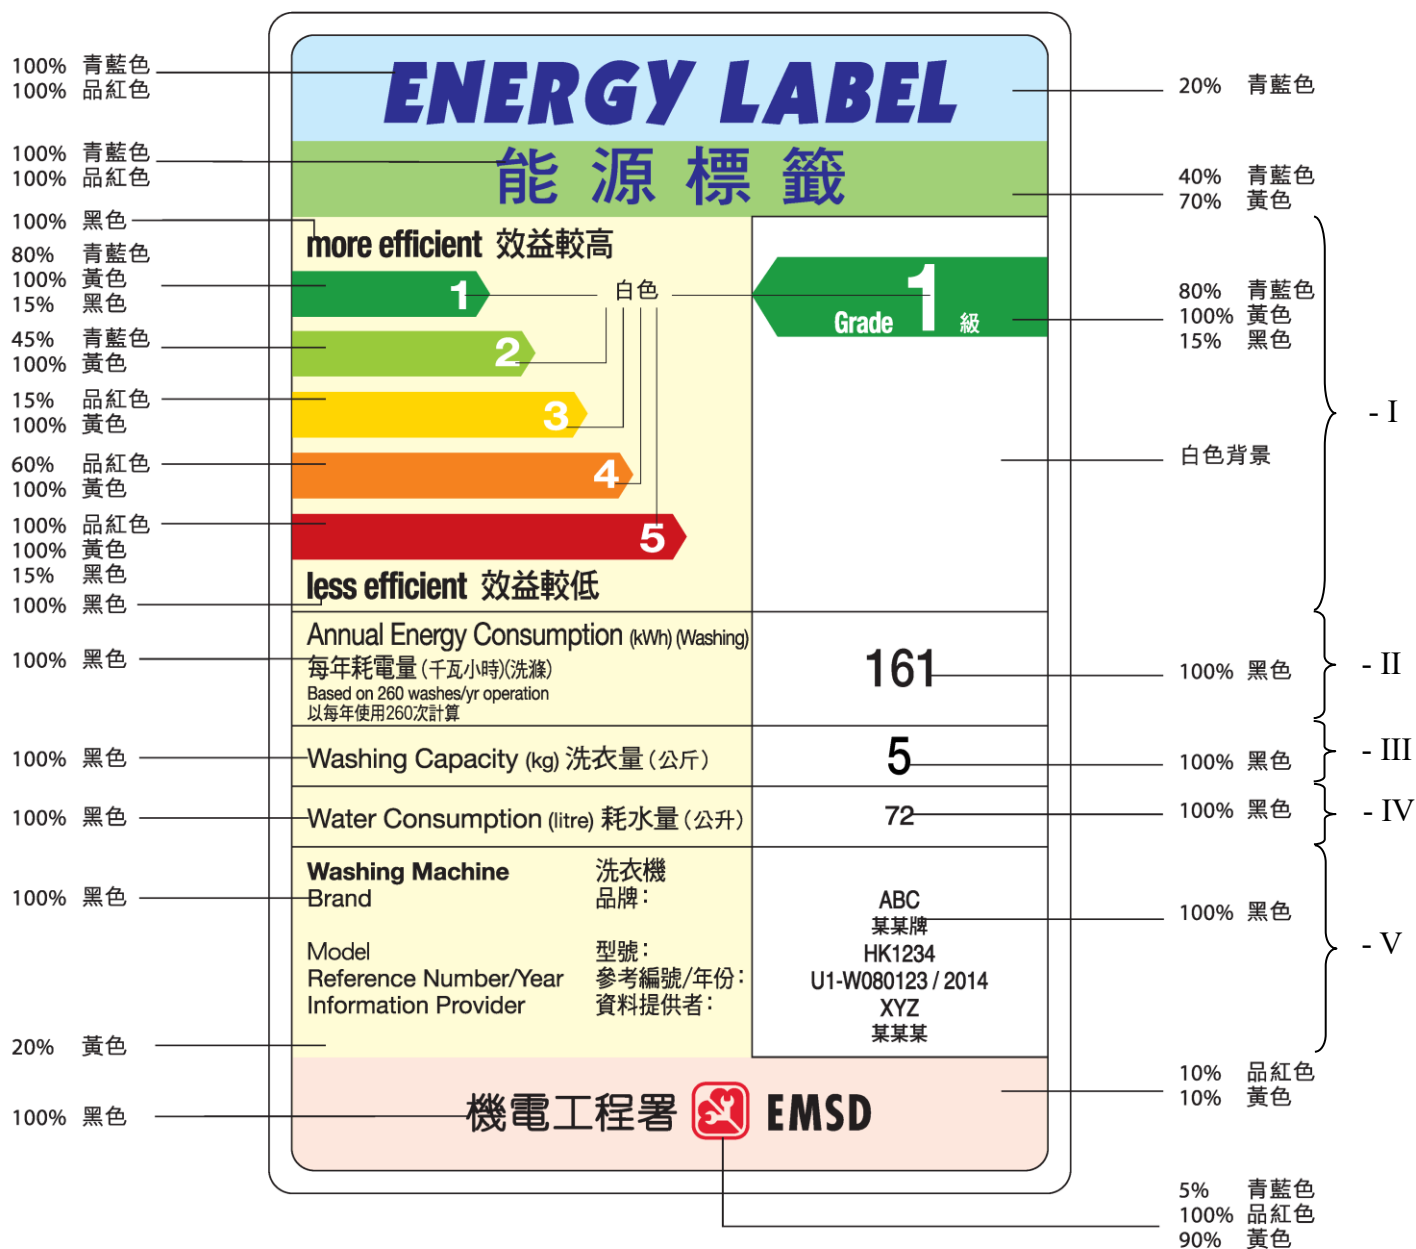 ENERGY LABEL
能源標籤
more efficient 效益較高
1
2
3
4
5
白色
less efficient 效益較低
Grade 1 級
Annual Energy Consumption (kWh) (Washing)
每年耗電量 (千瓦小時)(洗滌)
Based on 260 washes/yr operation
以每年使用260次計算
161
Washing Capacity (kg) 洗衣量 (公斤)
5
Water Consumption (litre) 耗水量 (公升)
72
Washing Machine 洗衣機
Brand 品牌:
ABC
某某牌
Model 型號:
HK1234
Reference Number/Year 參考編號/年份:
U1-W080123 / 2014
Information Provider 資料提供者:
XYZ
某某某
機電工程署 EMSD
100% 青藍色
100% 品紅色
100% 青藍色
100% 品紅色
100% 黑色
80% 青藍色
100% 黃色
15% 黑色
45% 青藍色
100% 黃色
15% 品紅色
100% 黃色
60% 品紅色
100% 黃色
100% 品紅色
100% 黃色
15% 黑色
100% 黑色
100% 黑色
100% 黑色
100% 黑色
100% 黑色
20% 黃色
100% 黑色
20% 青藍色
40% 青藍色
70% 黃色
80% 青藍色
100% 黃色
15% 黑色
白色背景
100% 黑色
100% 黑色
100% 黑色
100% 黑色
10% 品紅色
10% 黃色
5% 青藍色
100% 品紅色
90% 黃色
- I
- II
- III
- IV
- V